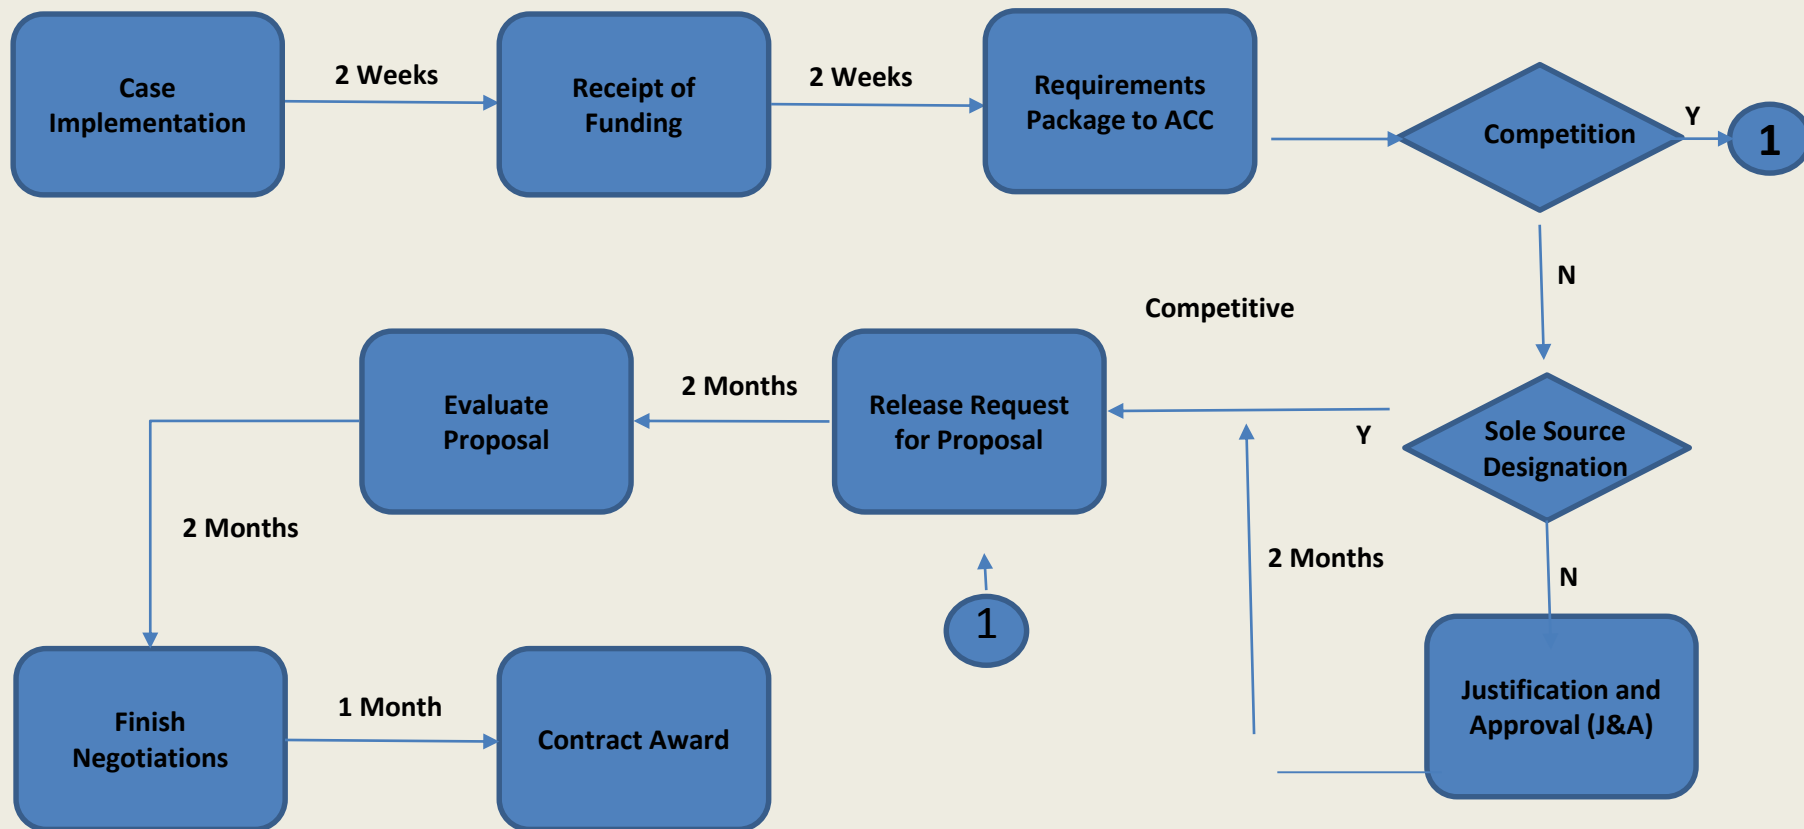 Case
Implementation
2 Weeks
Receipt of
Funding
2 Weeks
Requirements
Package to ACC
Competition
Y
1
N
Competitive
Evaluate
Proposal
2 Months
Release Request
for Proposal
Y
Sole Source
Designation
2 Months
2 Months
N
1
Finish
Negotiations
1 Month
Contract Award
Justification and
Approval (J&A)